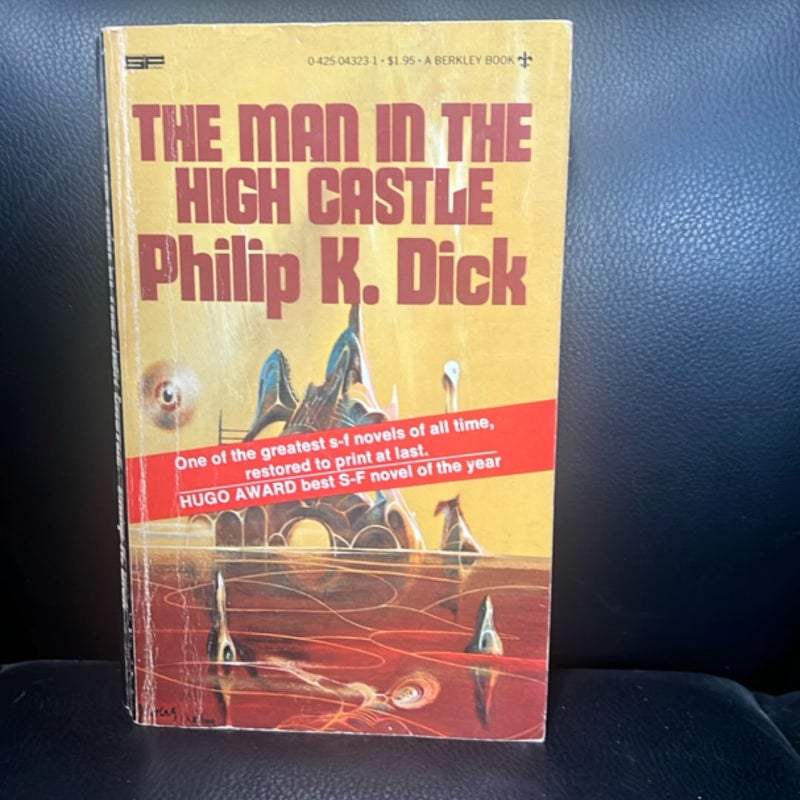 SF
0-425-04323-1 • $1.95 • A BERKLEY BOOK
THE MAN IN THE
HIGH CASTLE
Philip K. Dick
One of the greatest s-f novels of all time,
restored to print at last.
HUGO AWARD best S-F novel of the year